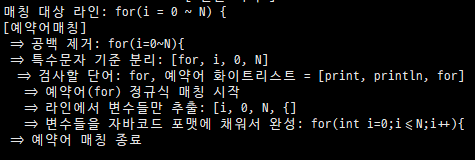 매칭 대상 라인: for(i = 0 ~ N) {
[예약어매칭]
⇒ 공백 제거: for(i=0~N){
⇒ 특수문자 기준 분리: [for, i, 0, N]
⇒ 검사할 단어: for, 예약어 화이트리스트 = [print, println, for]
⇒ 예약어(for) 정규식 매칭 시작
⇒ 라인에서 변수들만 추출: [i, 0, N, {]
⇒ 변수들을 자바코드 포맷에 채워서 완성: for(int i=0;i<N;i++){
⇒ 예약어 매칭 종료